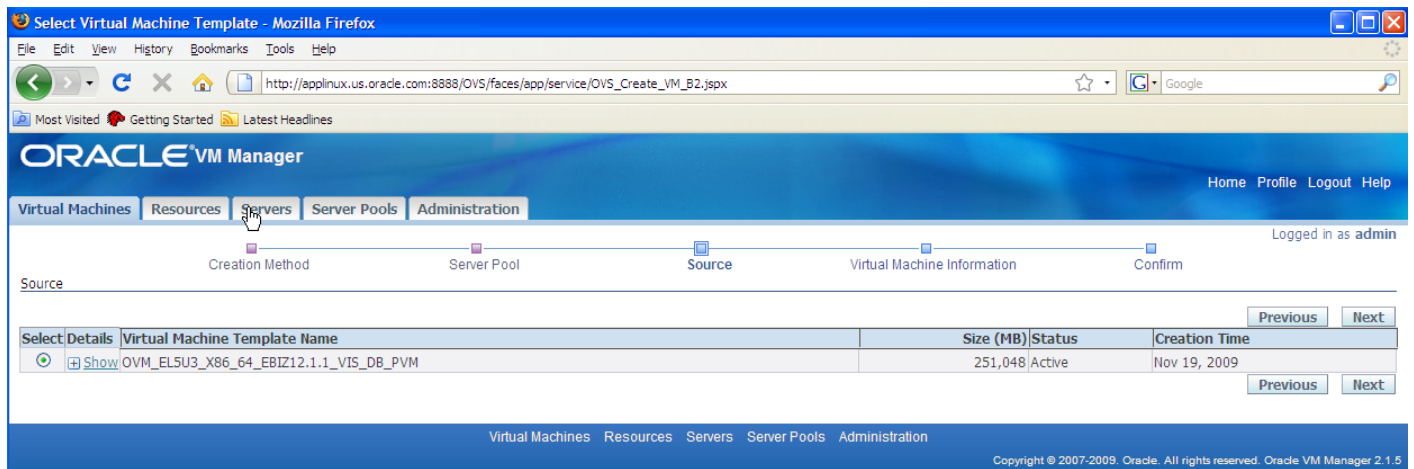 Select Virtual Machine Template - Mozilla Firefox
File Edit View History Bookmarks Tools Help
http://applinux.us.oracle.com:8888/OVS/faces/app/service/OVS_Create_VM_B2.jspx
G Google
Most Visited Getting Started Latest Headlines
ORACLE VM Manager
Home Profile Logout Help
Virtual Machines Resources Servers Server Pools Administration
Logged in as admin
Creation Method Server Pool Source Virtual Machine Information Confirm
Source
Previous Next
Select Details Virtual Machine Template Name Size (MB) Status Creation Time
Show OVM_EL5U3_X86_64_EBIZ12.1.1_VIS_DB_PVM 251,048 Active Nov 19, 2009
Previous Next
Virtual Machines Resources Servers Server Pools Administration
Copyright © 2007-2009. Oracle. All rights reserved. Oracle VM Manager 2.1.5